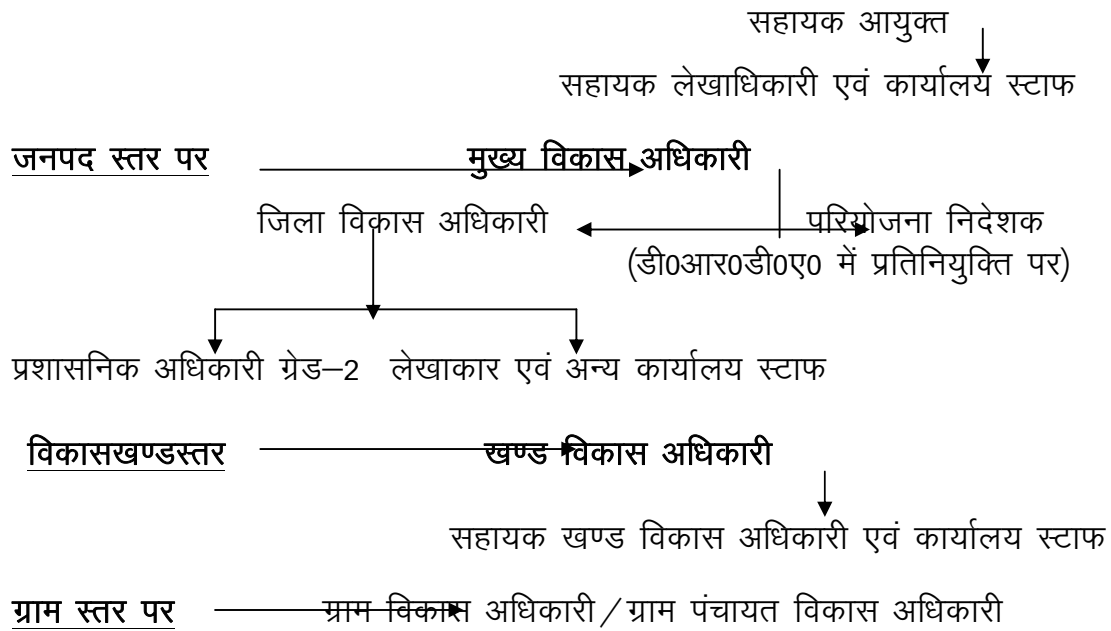 सहायक आयुक्त
सहायक लेखाधिकारी एवं कार्यालय स्टाफ
जनपद स्तर पर मुख्य विकास अधिकारी
जिला विकास अधिकारी परियोजना निदेशक
(डी0आर0डी0ए0 में प्रतिनियुक्ति पर)
प्रशासनिक अधिकारी ग्रेड–2 लेखाकार एवं अन्य कार्यालय स्टाफ
विकासखण्डस्तर खण्ड विकास अधिकारी
सहायक खण्ड विकास अधिकारी एवं कार्यालय स्टाफ
ग्राम स्तर पर ग्राम विकास अधिकारी/ग्राम पंचायत विकास अधिकारी